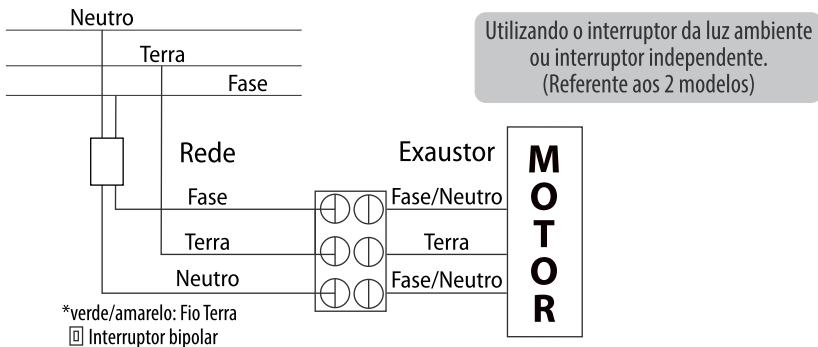 Neutro
Terra
Fase
Utilizando o interruptor da luz ambiente
ou interruptor independente.
(Referente aos 2 modelos)
Rede
Exaustor
Fase
Fase/Neutro
Terra
Terra
Neutro
Fase/Neutro
MOTOR
*verde/amarelo: Fio Terra
Interruptor bipolar